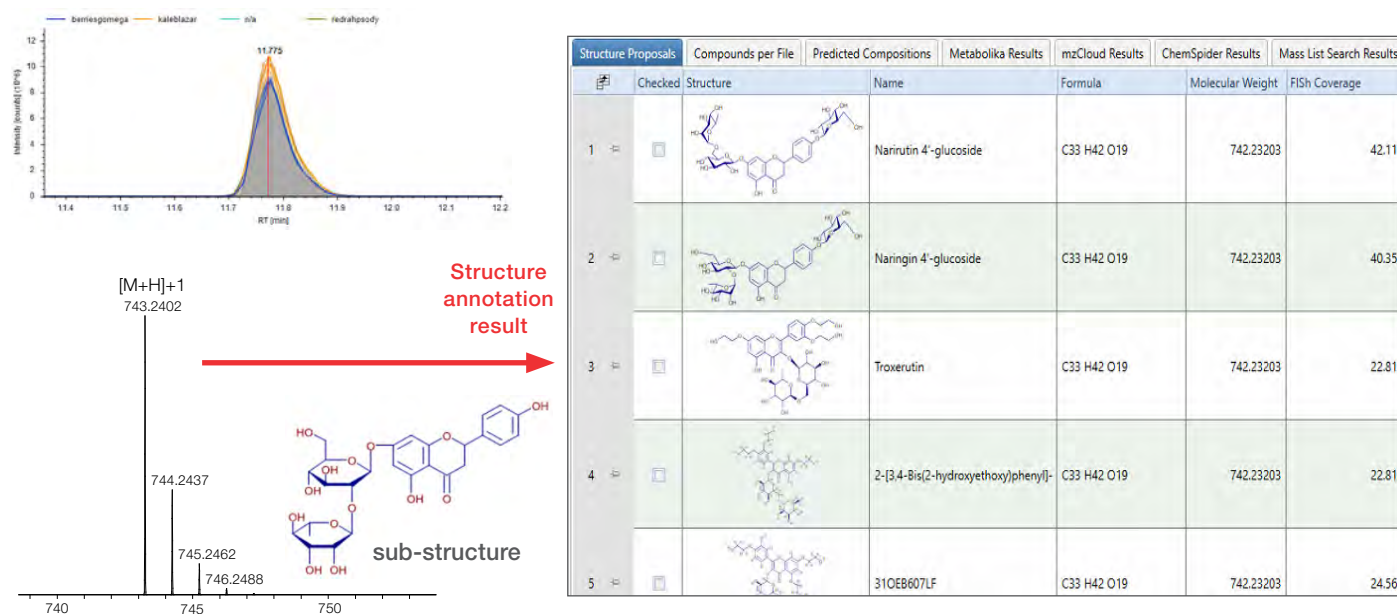 berriesgomega kaleblazar n/a redrahpsody
11.775
12
10
8
6
4
2
0
Intensity [counts] (10^6)
11.4 11.5 11.6 11.7 11.8 11.9 12.0 12.1 12.2
RT [min]
[M+H]+1
743.2402
744.2437
745.2462
746.2488
740 745 750
Structure
annotation
result
OH
HO
O
O
O
HO
O
HO
O
OH
O
OH
O
OH OH
sub-structure
Structure Proposals Compounds per File Predicted Compositions Metabolika Results mzCloud Results ChemSpider Results Mass List Search Results
Checked Structure Name Formula Molecular Weight FISh Coverage
1 Narirutin 4'-glucoside C33 H42 O19 742.23203 42.11
2 Naringin 4'-glucoside C33 H42 O19 742.23203 40.35
3 Troxerutin C33 H42 O19 742.23203 22.81
4 2-[3,4-Bis(2-hydroxyethoxy)phenyl]- C33 H42 O19 742.23203 22.81
5 31OEB607LF C33 H42 O19 742.23203 24.56